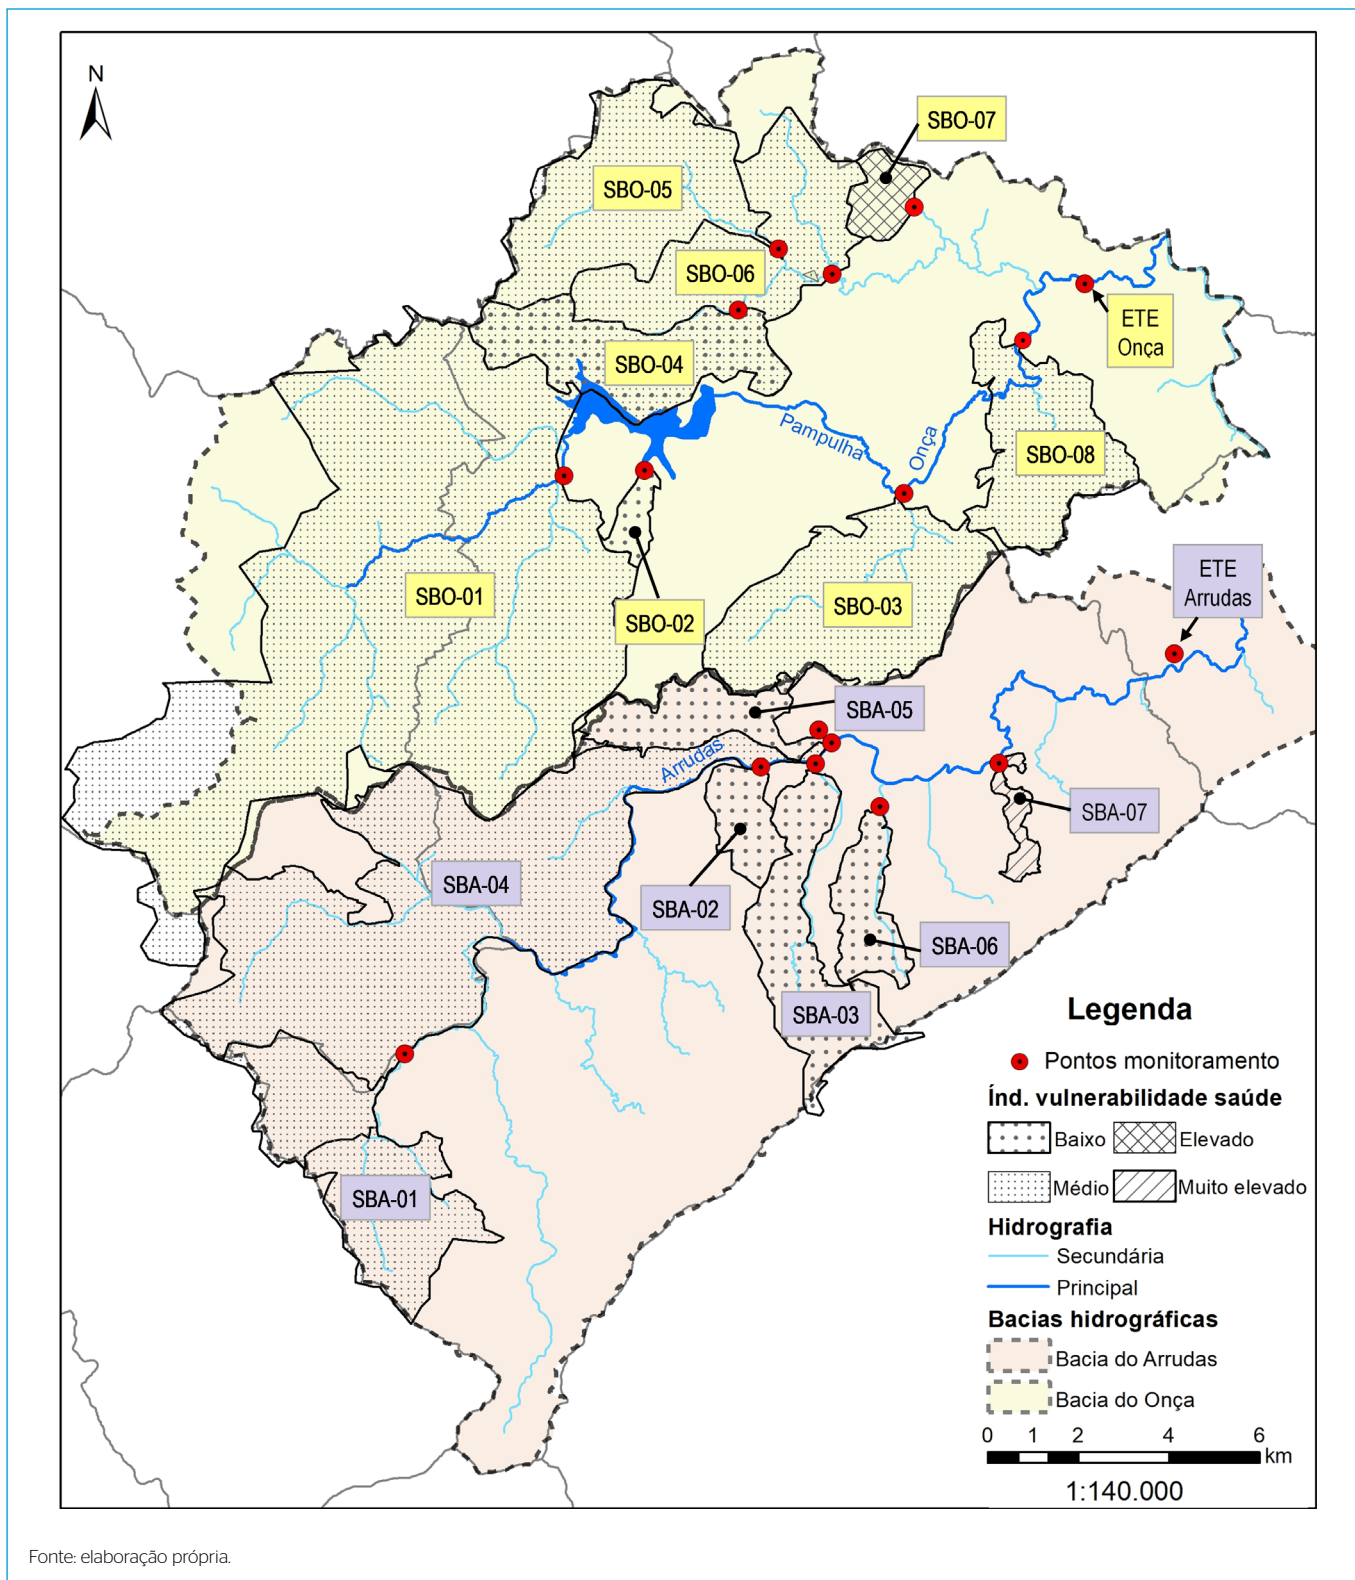 N
SBO-07
SBO-05
SBO-06
ETE
Onça
SBO-04
Pampulha
Onça
SBO-08
SBO-01
SBO-02
SBO-03
ETE
Arrudas
SBA-05
Arrudas
SBA-07
SBA-04
SBA-02
SBA-06
SBA-03
SBA-01
Legenda
Pontos monitoramento
Índ. vulnerabilidade saúde
Baixo Elevado
Médio Muito elevado
Hidrografia
Secundária
Principal
Bacias hidrográficas
Bacia do Arrudas
Bacia do Onça
0 1 2 4 6
km
1:140.000
Fonte: elaboração própria.